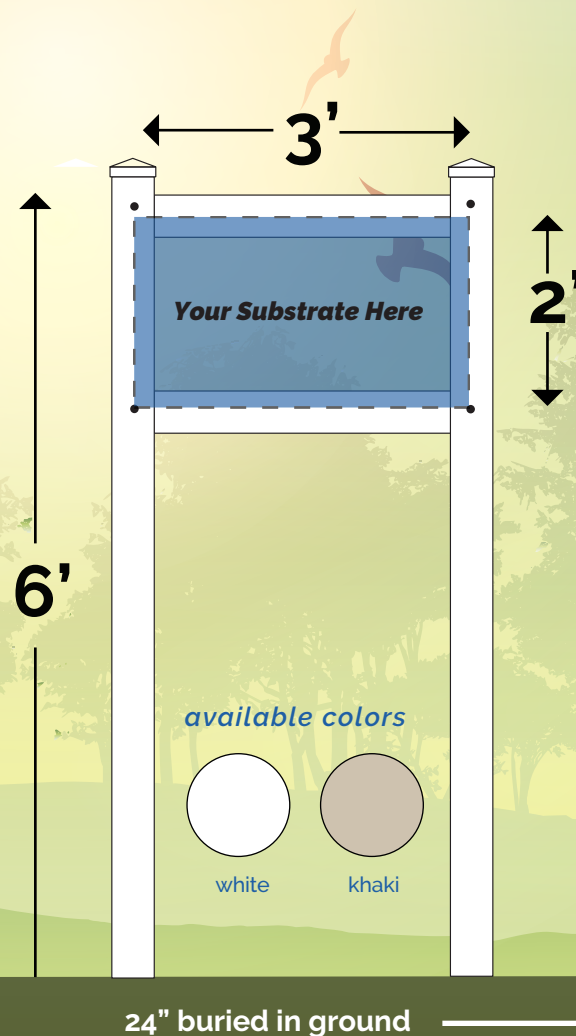 3’
Your Substrate Here
2’
6’
available colors
white khaki
24” buried in ground